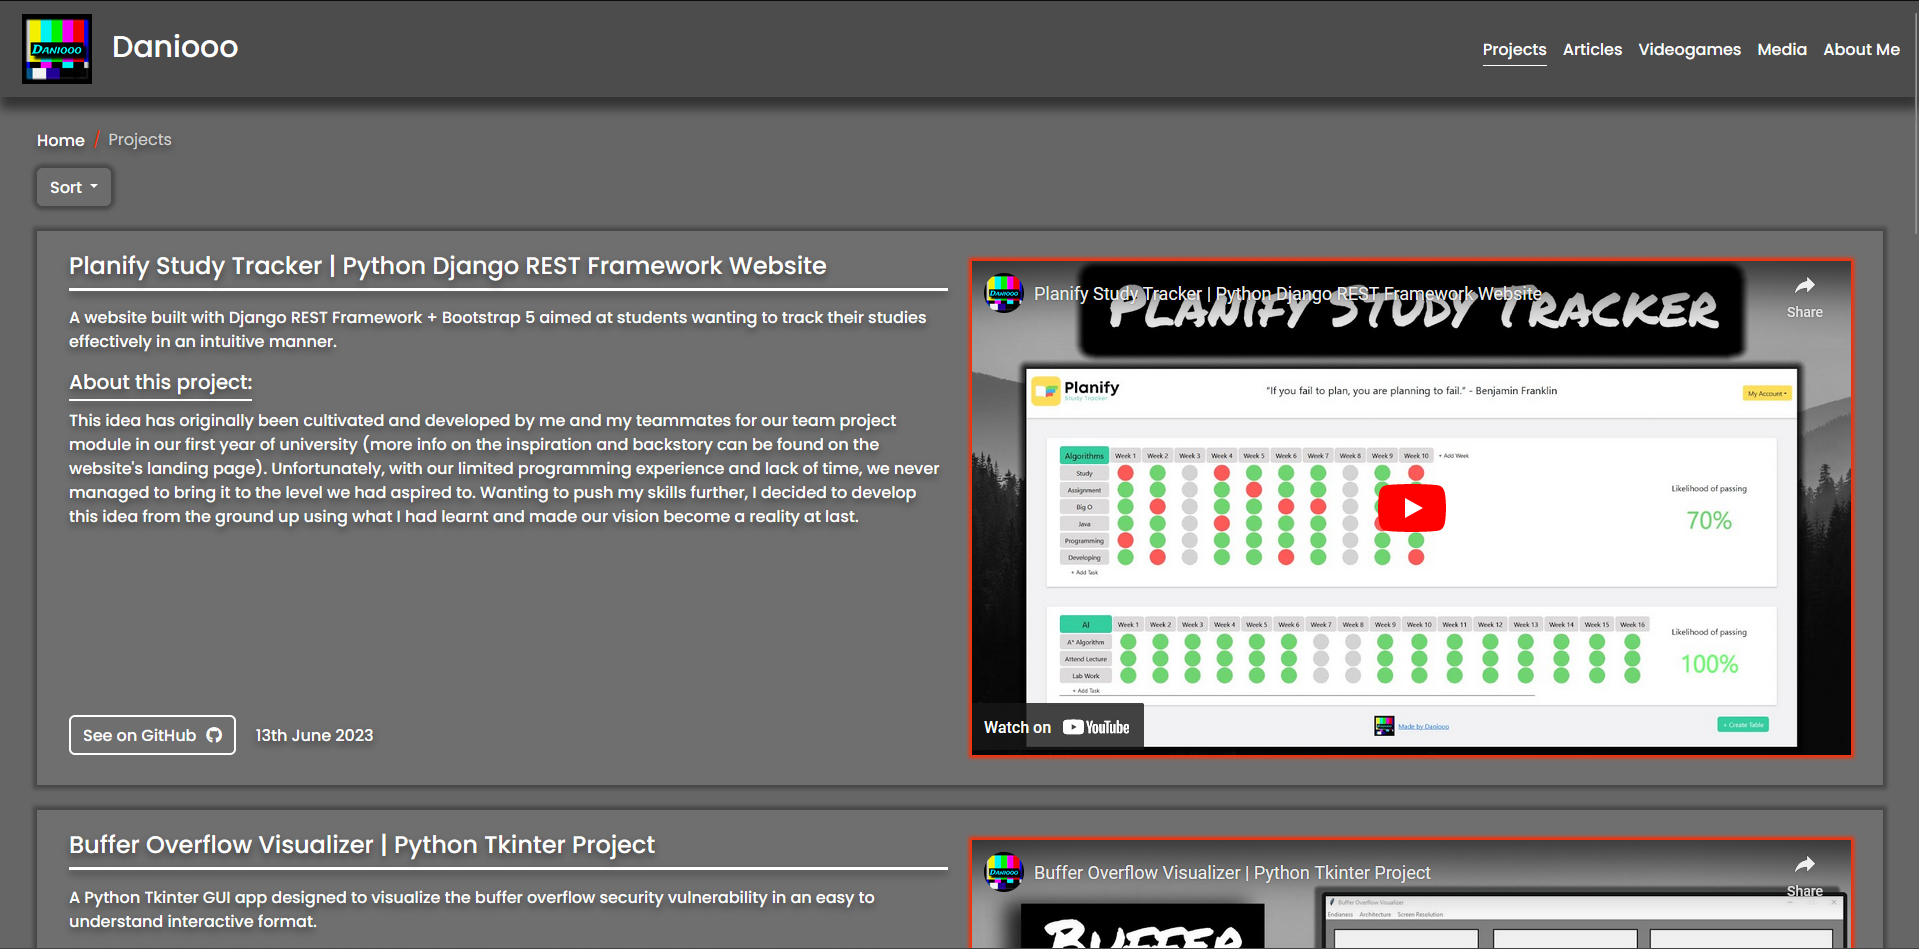 DANIOOO
Daniooo
Projects Articles Videogames Media About Me
Home / Projects
Sort
Planify Study Tracker | Python Django REST Framework Website
A website built with Django REST Framework + Bootstrap 5 aimed at students wanting to track their studies
effectively in an intuitive manner.
About this project:
This idea has originally been cultivated and developed by me and my teammates for our team project
module in our first year of university (more info on the inspiration and backstory can be found on the
website's landing page). Unfortunately, with our limited programming experience and lack of time, we never
managed to bring it to the level we had aspired to. Wanting to push my skills further, I decided to develop
this idea from the ground up using what I had learnt and made our vision become a reality at last.
See on GitHub 13th June 2023
DANIOOO
Planify Study Tracker | Python Django REST Framework Website
Share
PLANIFY STUDY TRACKER
Planify
Study Tracker
"If you fail to plan, you are planning to fail." - Benjamin Franklin
My Account
Algorithms Week 1 Week 2 Week 3 Week 4 Week 5 Week 6 Week 7 Week 8 Week 9 Week 10 + Add Week
Study
Assignment
Big O
Java
Programming
Developing
+ Add Task
Likelihood of passing
70%
AI Week 1 Week 2 Week 3 Week 4 Week 5 Week 6 Week 7 Week 8 Week 9 Week 10 Week 11 Week 12 Week 13 Week 14 Week 15 Week 16
A* Algorithm
Attend Lecture
Lab Work
+ Add Task
Likelihood of passing
100%
Watch on YouTube
Made by Daniooo
+ Create Table
Buffer Overflow Visualizer | Python Tkinter Project
A Python Tkinter GUI app designed to visualize the buffer overflow security vulnerability in an easy to
understand interactive format.
DANIOOO
Buffer Overflow Visualizer | Python Tkinter Project
Share
BUFFER
Buffer Overflow Visualizer
Endianess Architecture Screen Resolution